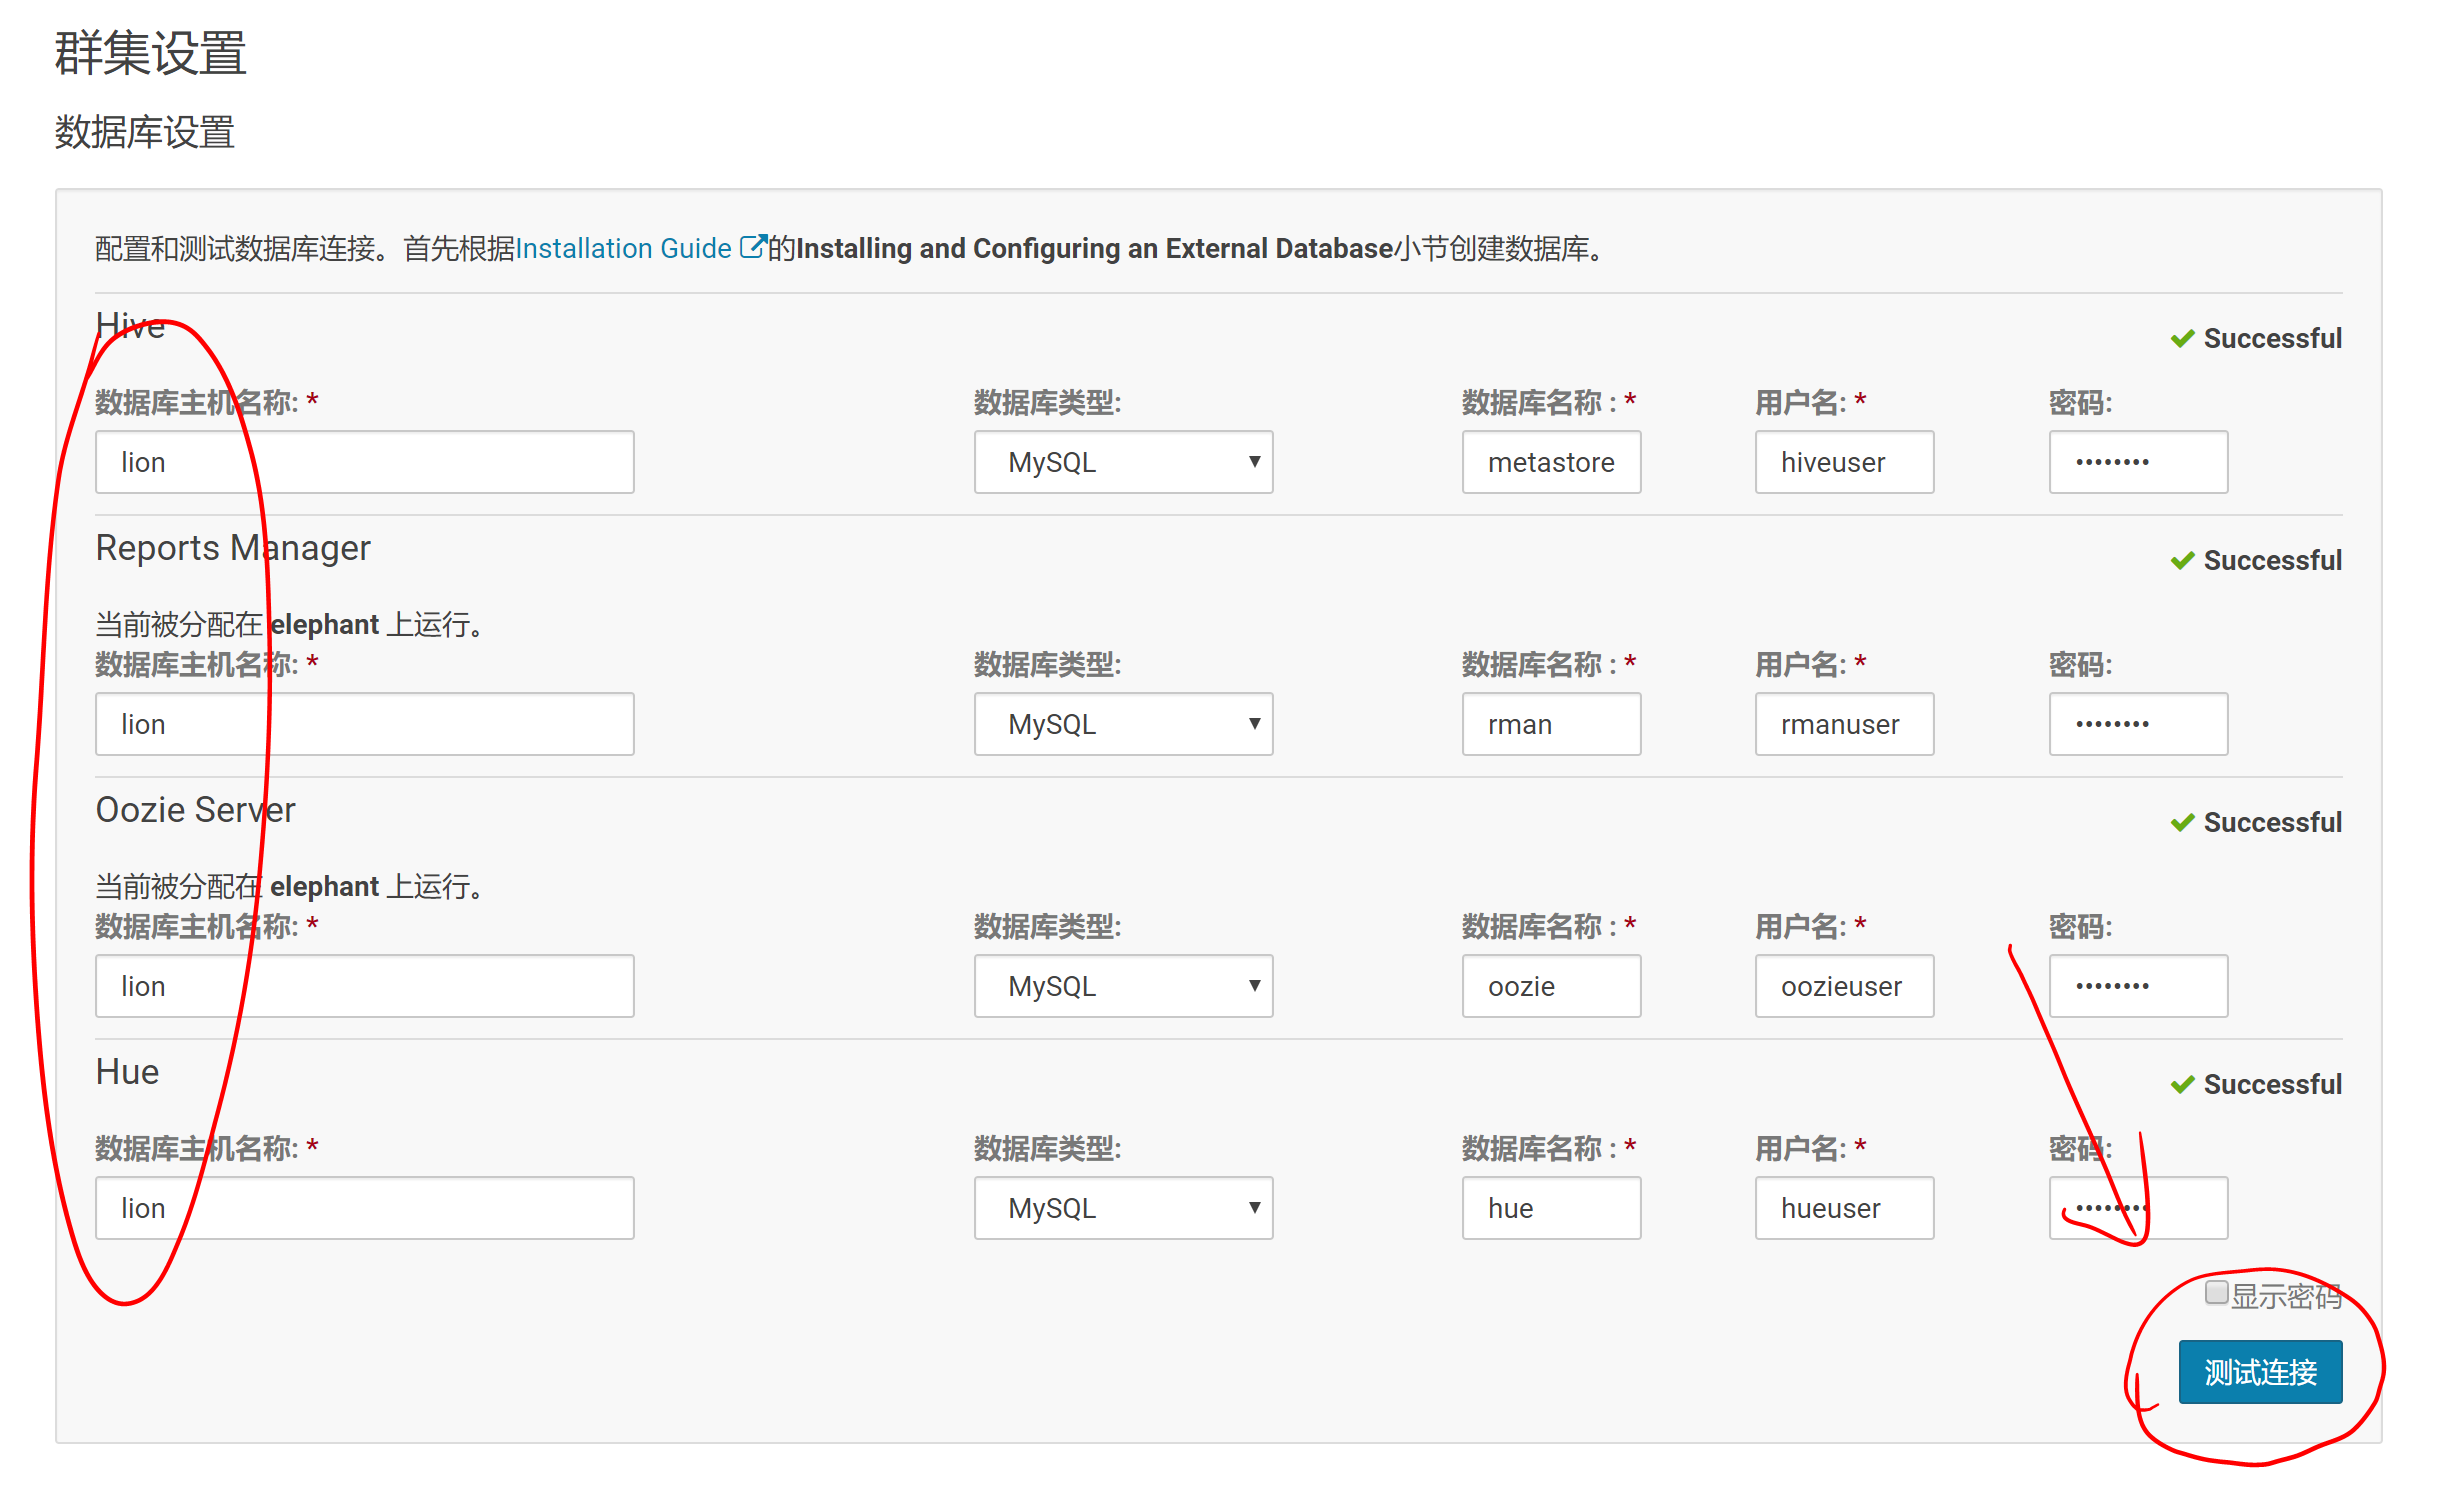 群集设置
数据库设置
配置和测试数据库连接。首先根据Installation Guide 的Installing and Configuring an External Database小节创建数据库。
Hive
Successful
数据库主机名称: * 数据库类型: 数据库名称 : * 用户名: * 密码:
lion MySQL metastore hiveuser ••••••••
Reports Manager
Successful
当前被分配在 elephant 上运行。
数据库主机名称: * 数据库类型: 数据库名称 : * 用户名: * 密码:
lion MySQL rman rmanuser ••••••••
Oozie Server
Successful
当前被分配在 elephant 上运行。
数据库主机名称: * 数据库类型: 数据库名称 : * 用户名: * 密码:
lion MySQL oozie oozieuser ••••••••
Hue
Successful
数据库主机名称: * 数据库类型: 数据库名称 : * 用户名: * 密码:
lion MySQL hue hueuser ••••••••
显示密码
测试连接